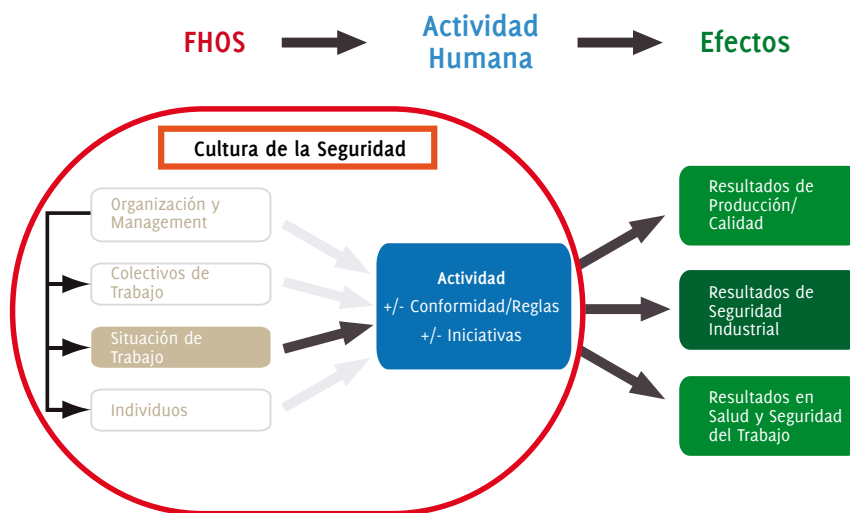 FHOS
Actividad
Humana
Efectos
Cultura de la Seguridad
Organización y
Management
Colectivos de
Trabajo
Situación de
Trabajo
Individuos
Actividad
+/- Conformidad/Reglas
+/- Iniciativas
Resultados de
Producción/
Calidad
Resultados de
Seguridad
Industrial
Resultados en
Salud y Seguridad
del Trabajo